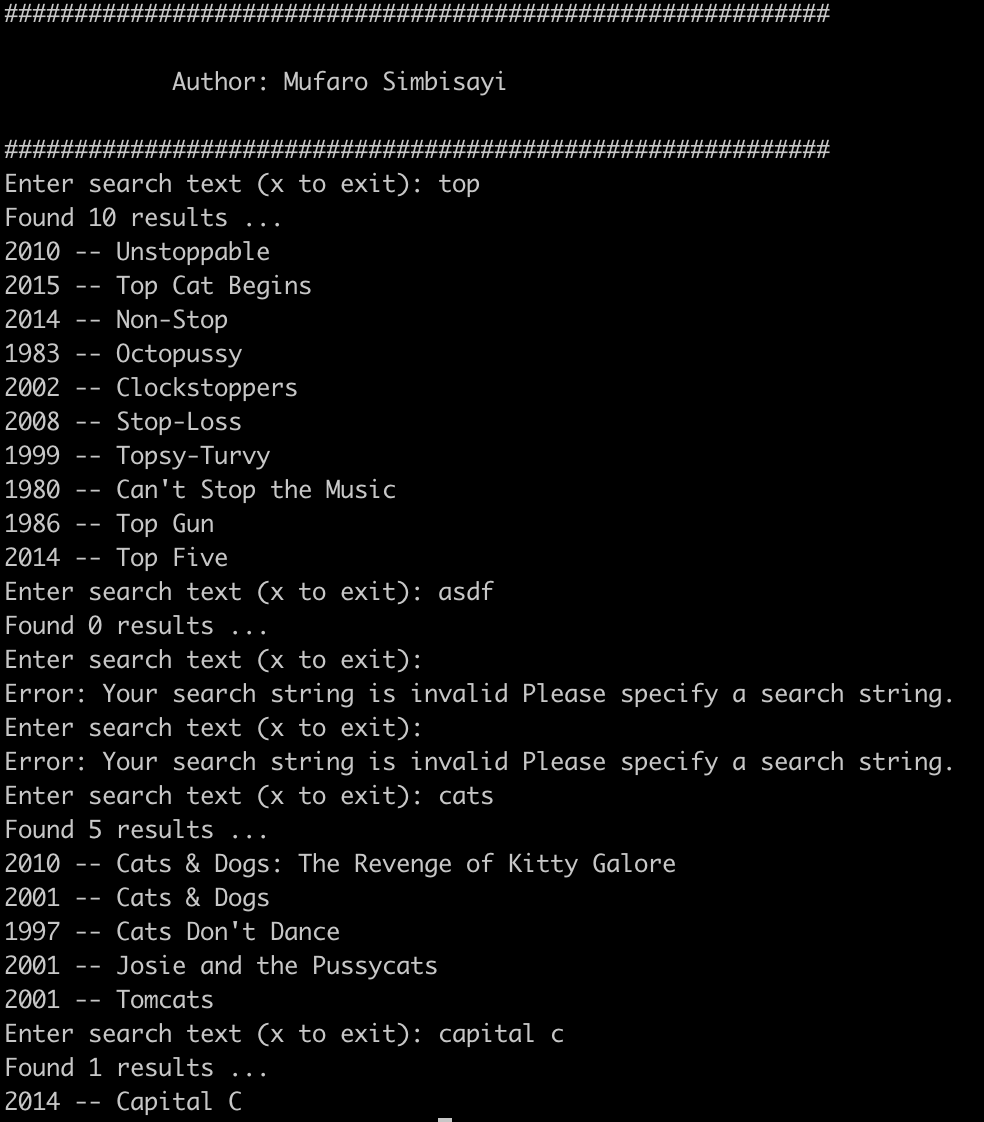 ###########################################################
Author: Mufaro Simbisayi
###########################################################
Enter search text (x to exit): top
Found 10 results ...
2010 -- Unstoppable
2015 -- Top Cat Begins
2014 -- Non-Stop
1983 -- Octopussy
2002 -- Clockstoppers
2008 -- Stop-Loss
1999 -- Topsy-Turvy
1980 -- Can't Stop the Music
1986 -- Top Gun
2014 -- Top Five
Enter search text (x to exit): asdf
Found 0 results ...
Enter search text (x to exit):
Error: Your search string is invalid Please specify a search string.
Enter search text (x to exit):
Error: Your search string is invalid Please specify a search string.
Enter search text (x to exit): cats
Found 5 results ...
2010 -- Cats & Dogs: The Revenge of Kitty Galore
2001 -- Cats & Dogs
1997 -- Cats Don't Dance
2001 -- Josie and the Pussycats
2001 -- Tomcats
Enter search text (x to exit): capital c
Found 1 results ...
2014 -- Capital C